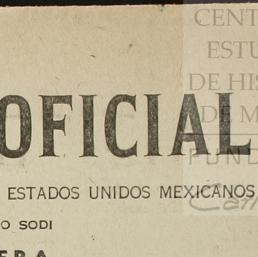 CENT
ESTU
DE HIS
DE M
FUND
OFICIAL
ESTADOS UNIDOS MEXICANOS
O SODI
ERA